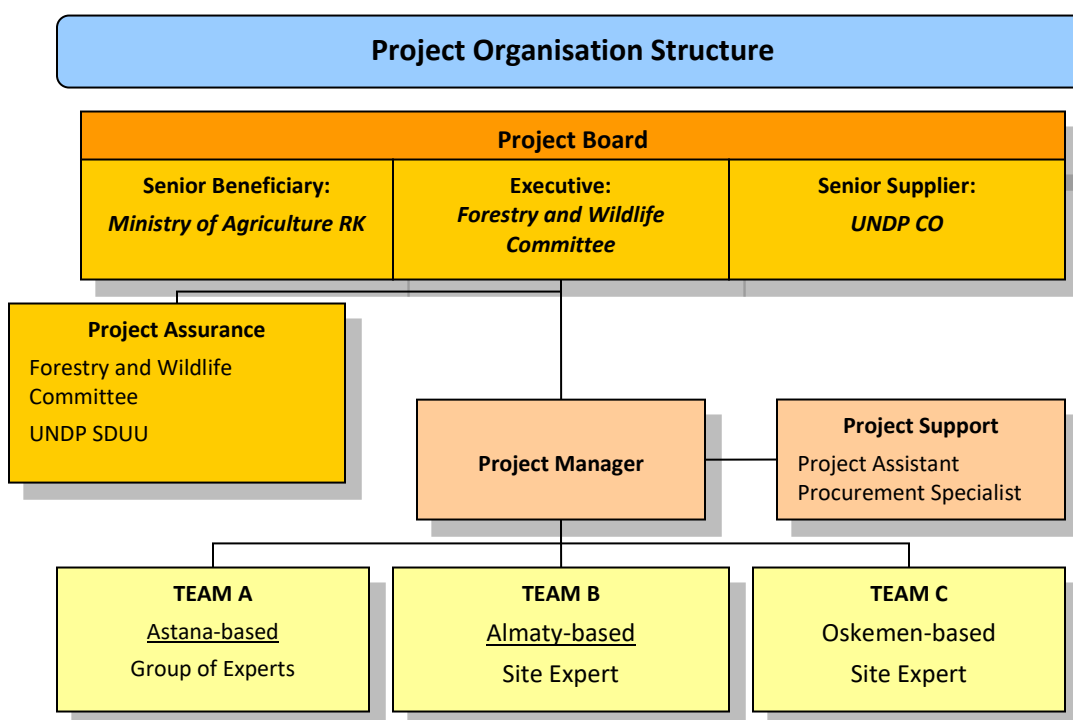 Project Organisation Structure
Project Board
Senior Beneficiary:
Ministry of Agriculture RK
Executive:
Forestry and Wildlife
Committee
Senior Supplier:
UNDP CO
Project Assurance
Forestry and Wildlife
Committee
UNDP SDUU
Project Manager
Project Support
Project Assistant
Procurement Specialist
TEAM A
Astana-based
Group of Experts
TEAM B
Almaty-based
Site Expert
TEAM C
Oskemen-based
Site Expert